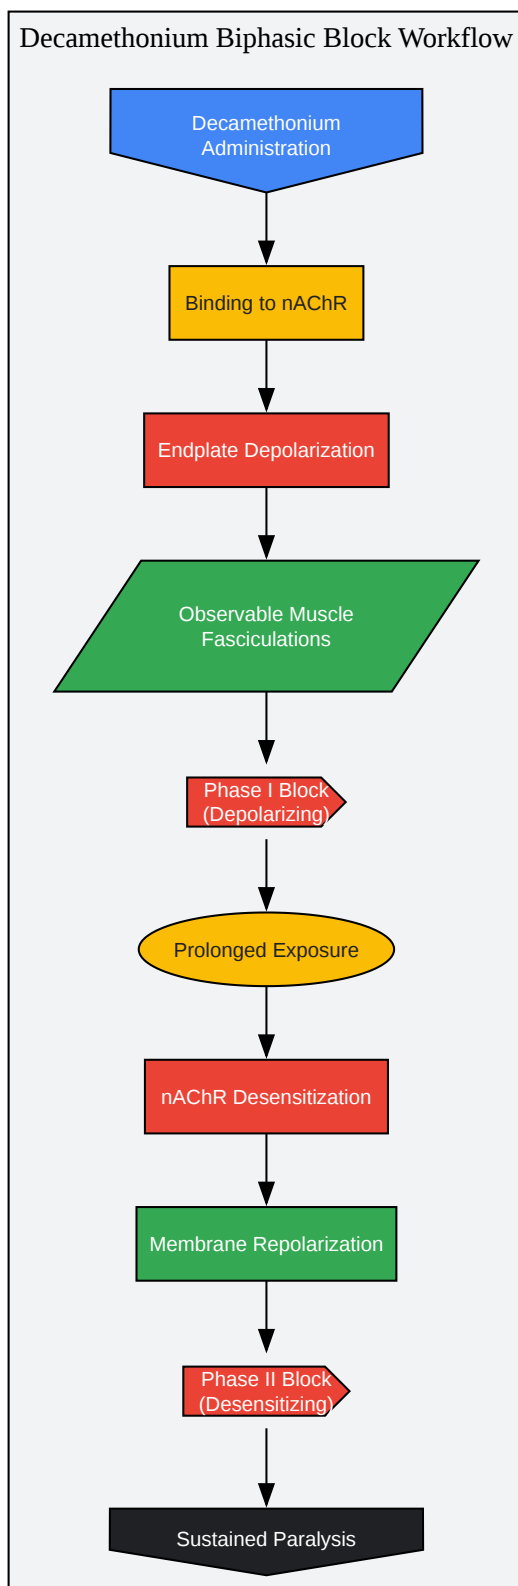 Decamethonium Biphasic Block Workflow
Decamethonium
Administration
Binding to nAChR
Endplate Depolarization
Observable Muscle
Fasciculations
Phase I Block
(Depolarizing)
Prolonged Exposure
nAChR Desensitization
Membrane Repolarization
Phase II Block
(Desensitizing)
Sustained Paralysis